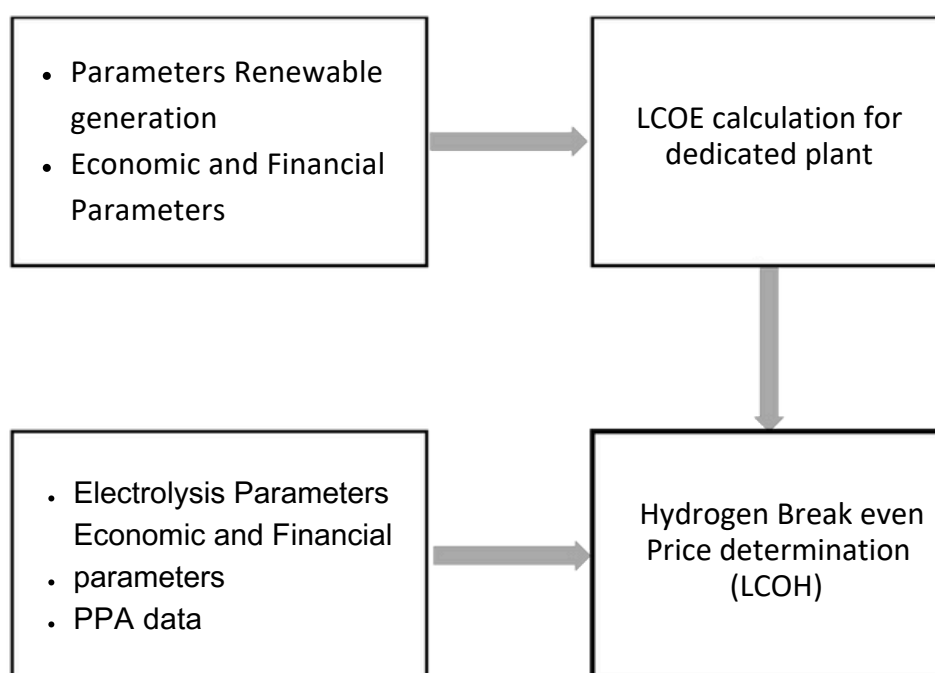 • Parameters Renewable
generation
• Economic and Financial
Parameters
LCOE calculation for
dedicated plant
• Electrolysis Parameters
Economic and Financial
• parameters
• PPA data
Hydrogen Break even
Price determination
(LCOH)